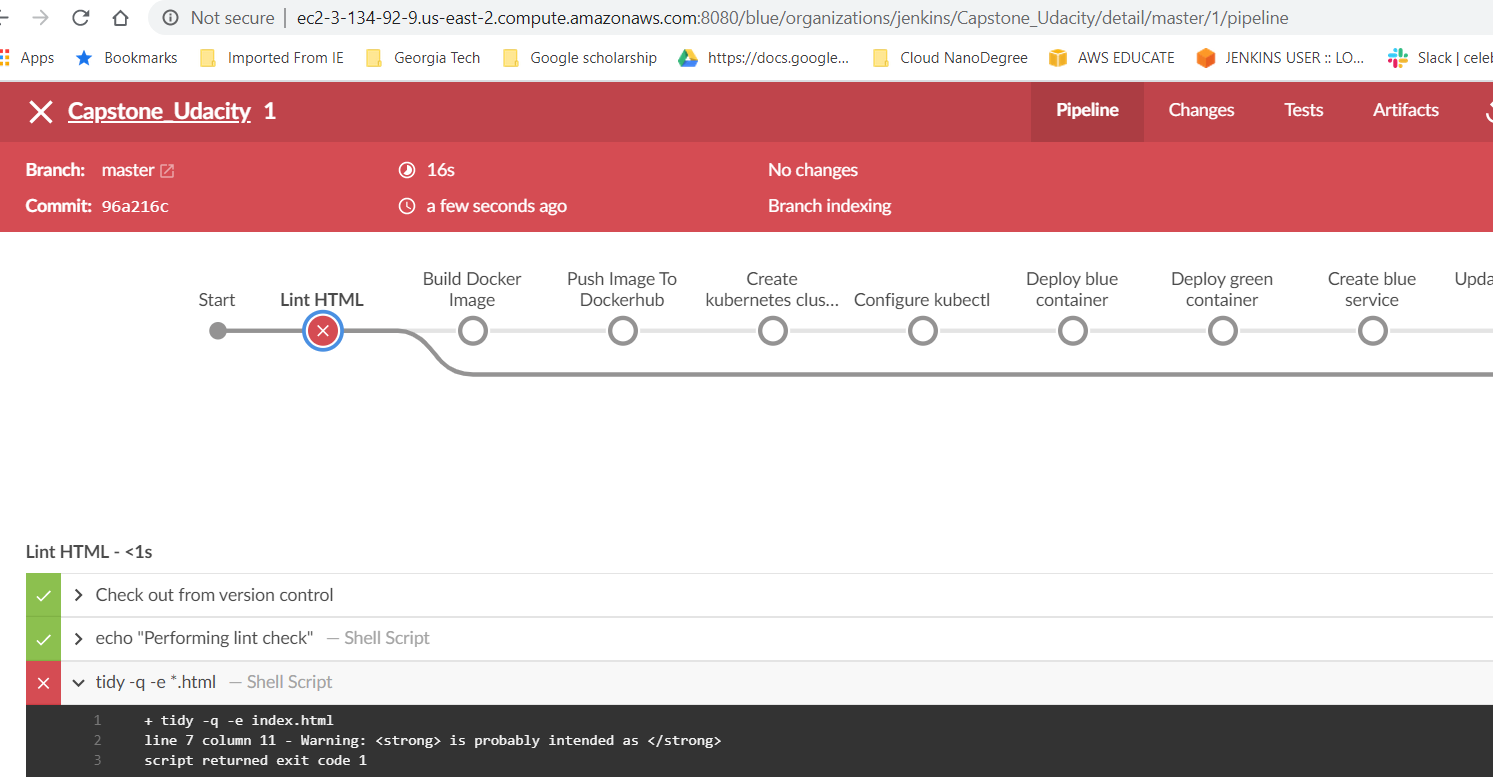 Not secure | ec2-3-134-92-9.us-east-2.compute.amazonaws.com:8080/blue/organizations/jenkins/Capstone_Udacity/detail/master/1/pipeline
Apps Bookmarks Imported From IE Georgia Tech Google scholarship https://docs.google... Cloud NanoDegree AWS EDUCATE JENKINS USER :: LO... Slack | celeb
Capstone_Udacity 1 Pipeline Changes Tests Artifacts
Branch: master 16s No changes
Commit: 96a216c a few seconds ago Branch indexing
Start Lint HTML Build Docker Image Push Image To Dockerhub Create kubernetes clus... Configure kubectl Deploy blue container Deploy green container Create blue service Upda
Lint HTML - <1s
Check out from version control
echo "Performing lint check" — Shell Script
tidy -q -e *.html — Shell Script
1 + tidy -q -e index.html
2 line 7 column 11 - Warning: <strong> is probably intended as </strong>
3 script returned exit code 1